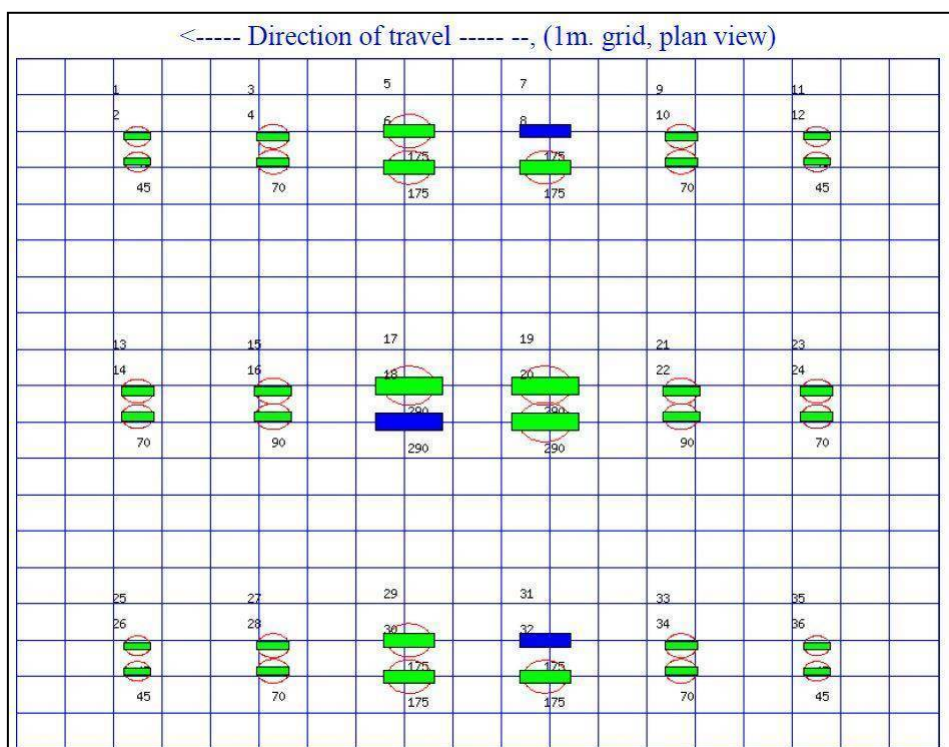 <----- Direction of travel ----- --, (1m. grid, plan view)
1 3 5 7 9 11
2 4 6 8 10 12
175 175
45 70 175 175 70 45
13 15 17 19 21 23
14 16 18 20 22 24
290 290
70 90 290 290 90 70
25 27 29 31 33 35
26 28 30 32 34 36
175 175
45 70 175 175 70 45